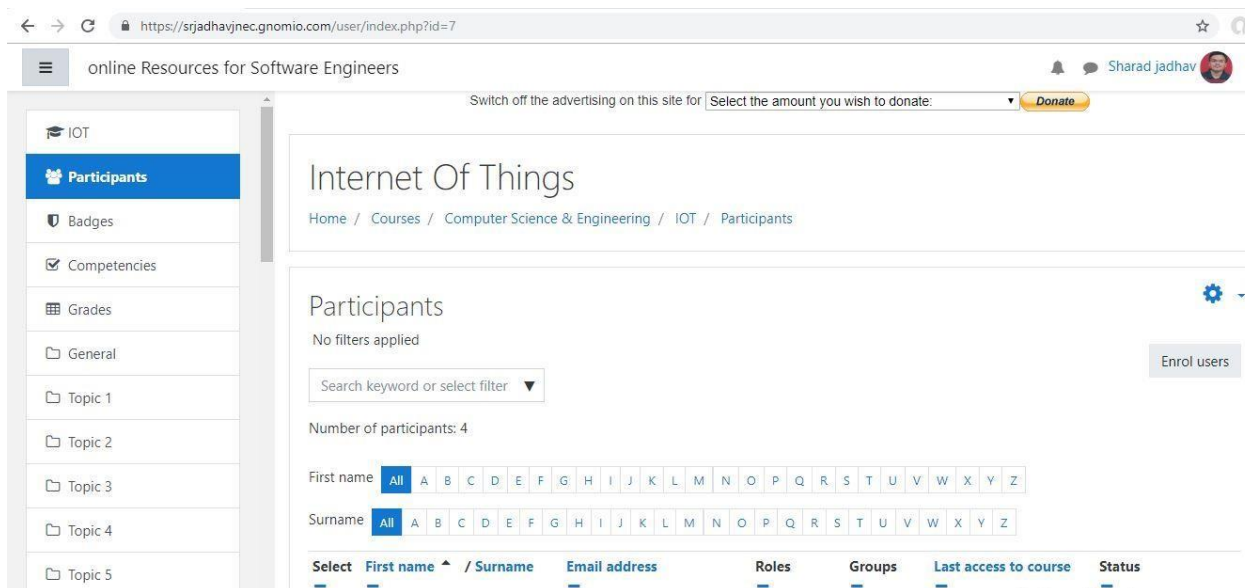 https://srjadhavjnec.gnomio.com/user/index.php?id=7
online Resources for Software Engineers
Sharad jadhav
Switch off the advertising on this site for Select the amount you wish to donate: Donate
IOT
Participants
Badges
Competencies
Grades
General
Topic 1
Topic 2
Topic 3
Topic 4
Topic 5
Internet Of Things
Home / Courses / Computer Science & Engineering / IOT / Participants
Participants
No filters applied
Enrol users
Search keyword or select filter ▼
Number of participants: 4
First name All A B C D E F G H I J K L M N O P Q R S T U V W X Y Z
Surname All A B C D E F G H I J K L M N O P Q R S T U V W X Y Z
Select First name / Surname Email address Roles Groups Last access to course Status